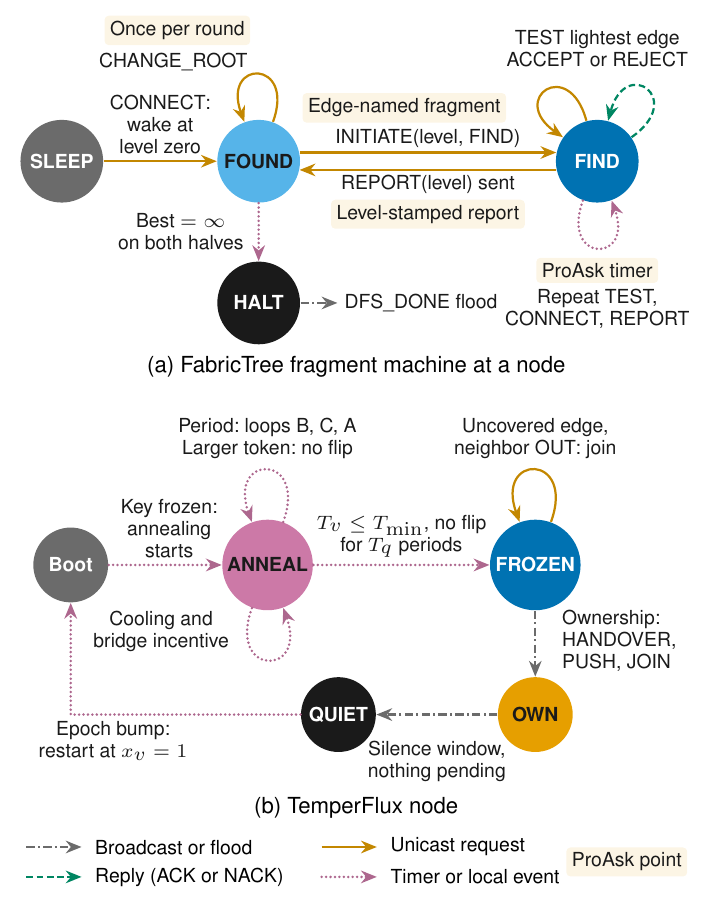 Once per round
CHANGE_ROOT
TEST lightest edge
ACCEPT or REJECT
CONNECT:
wake at
level zero
Edge-named fragment
INITIATE(level, FIND)
SLEEP
FOUND
FIND
REPORT(level) sent
Level-stamped report
Best = ∞
on both halves
ProAsk timer
Repeat TEST,
CONNECT, REPORT
HALT
DFS_DONE flood
(a) FabricTree fragment machine at a node
Period: loops B, C, A
Larger token: no flip
Uncovered edge,
neighbor OUT: join
Key frozen:
annealing
starts
T_v ≤ T_min, no flip
for T_q periods
Boot
ANNEAL
FROZEN
Cooling and
bridge incentive
Ownership:
HANDOVER,
PUSH, JOIN
QUIET
OWN
Epoch bump:
restart at x_v = 1
Silence window,
nothing pending
(b) TemperFlux node
Broadcast or flood
Unicast request
ProAsk point
Reply (ACK or NACK)
Timer or local event